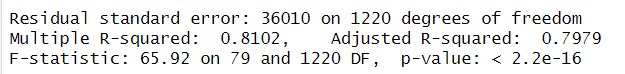 Residual standard error: 36010 on 1220 degrees of freedom
Multiple R-squared:  0.8102,    Adjusted R-squared:  0.7979
F-statistic: 65.92 on 79 and 1220 DF,  p-value: < 2.2e-16